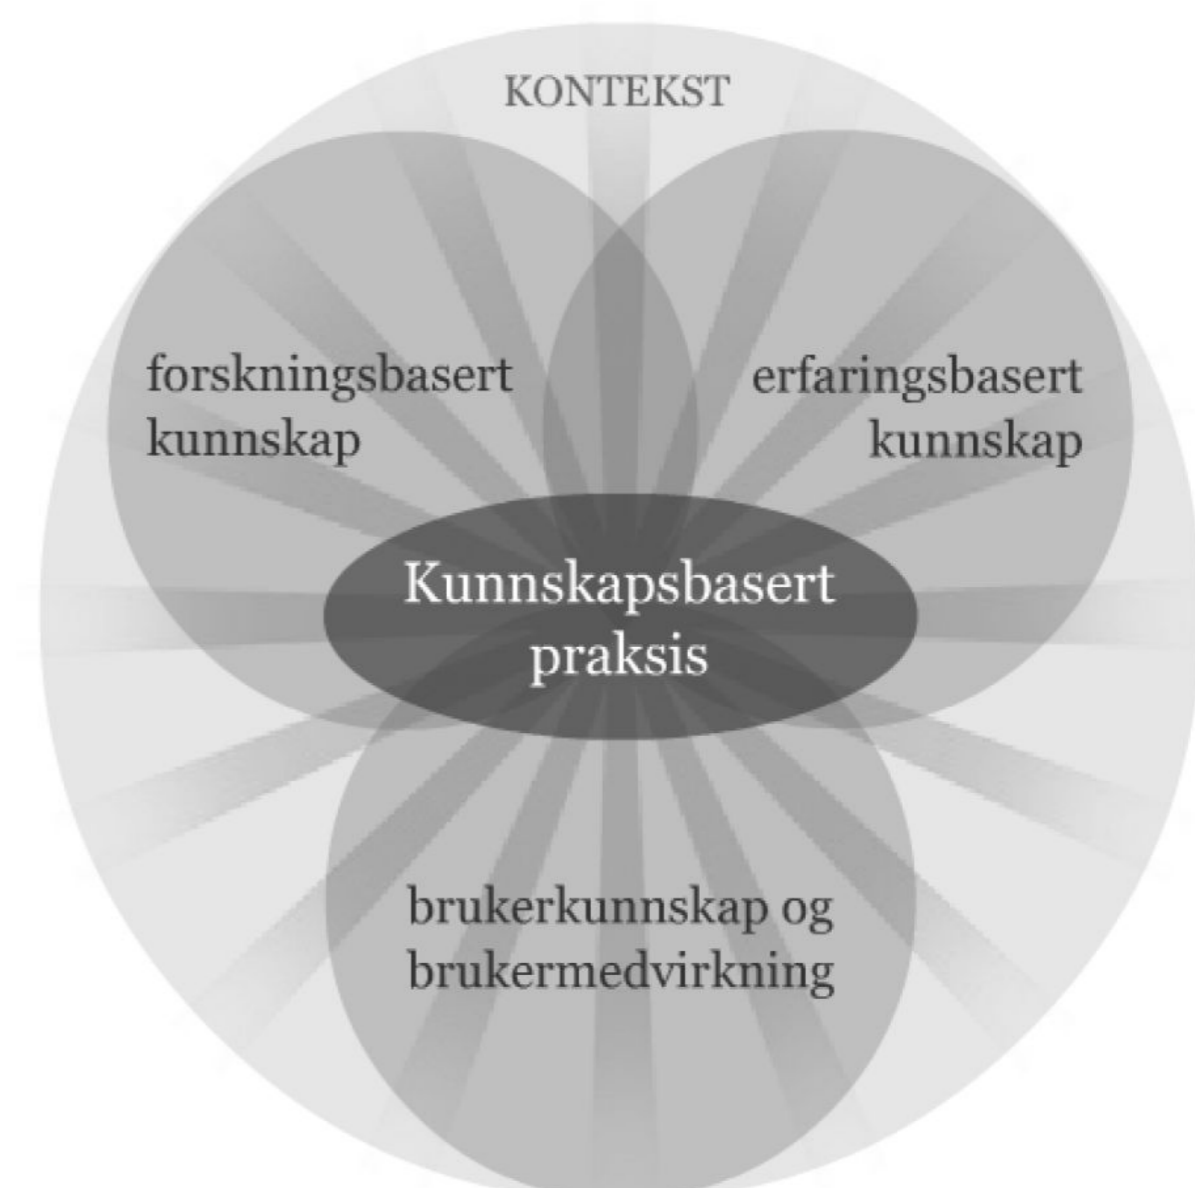 KONTEKST
forskningsbasert
kunnskap
erfaringsbasert
kunnskap
Kunnskapsbasert
praksis
brukerkunnskap og
brukermedvirkning